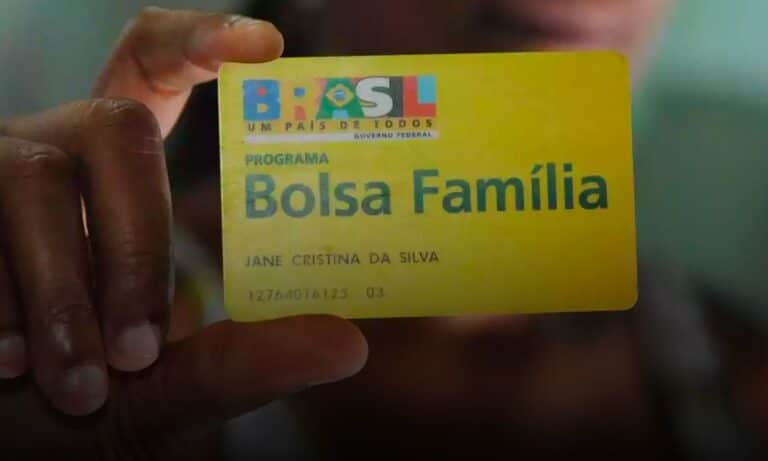 BRASIL
UM PAÍS DE TODOS
GOVERNO FEDERAL
PROGRAMA
Bolsa Família
JANE CRISTINA DA SILVA
12764016125 03